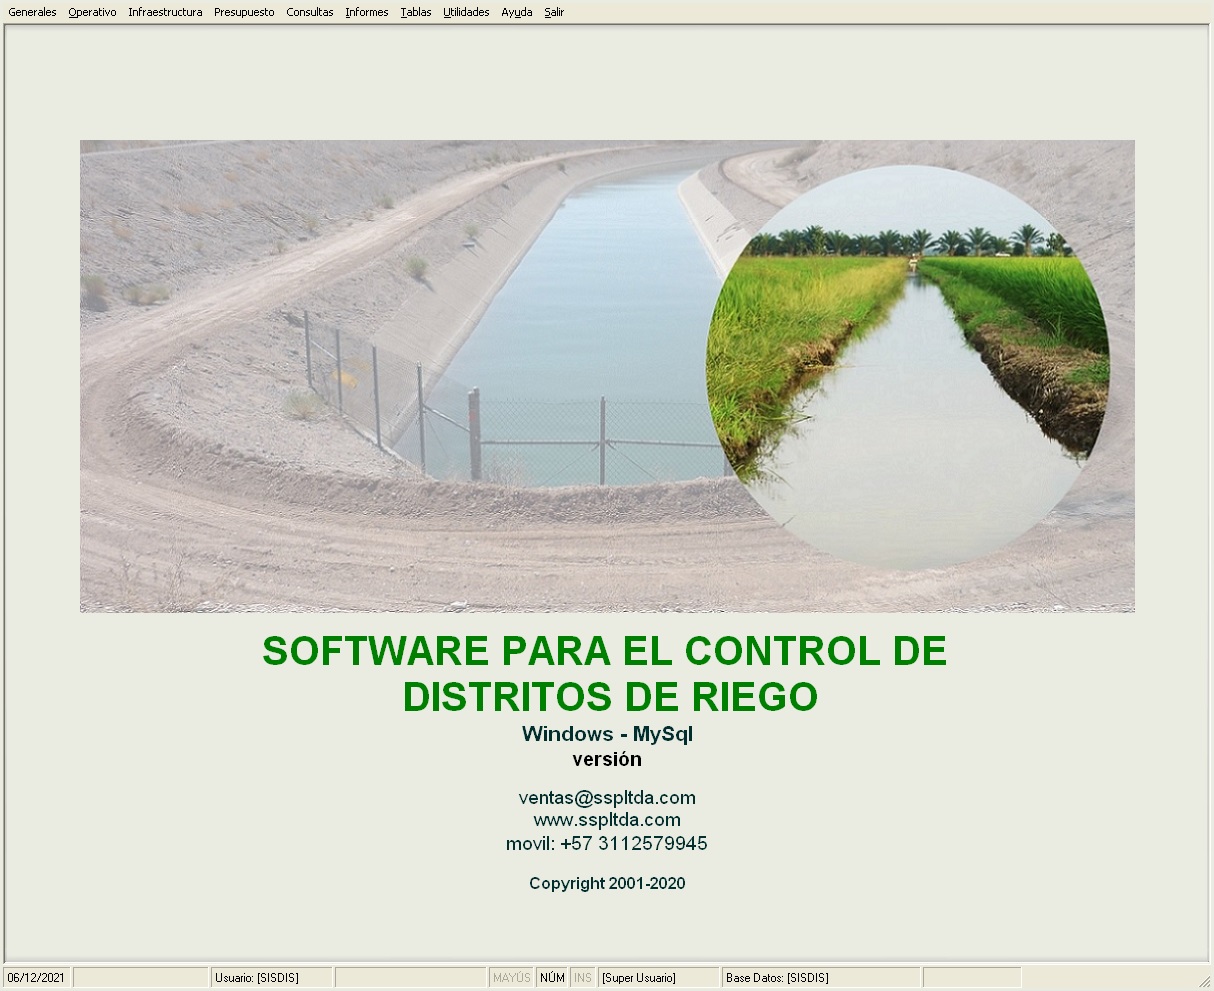 Generales Operativo Infraestructura Presupuesto Consultas Informes Tablas Utilidades Ayuda Salir
SOFTWARE PARA EL CONTROL DE
DISTRITOS DE RIEGO
Windows - MySql
versión
ventas@sspltda.com
www.sspltda.com
movil: +57 3112579945
Copyright 2001-2020
06/12/2021 Usuario: [SISDIS] MAYÚS NÚM INS [Super Usuario] Base Datos: [SISDIS]